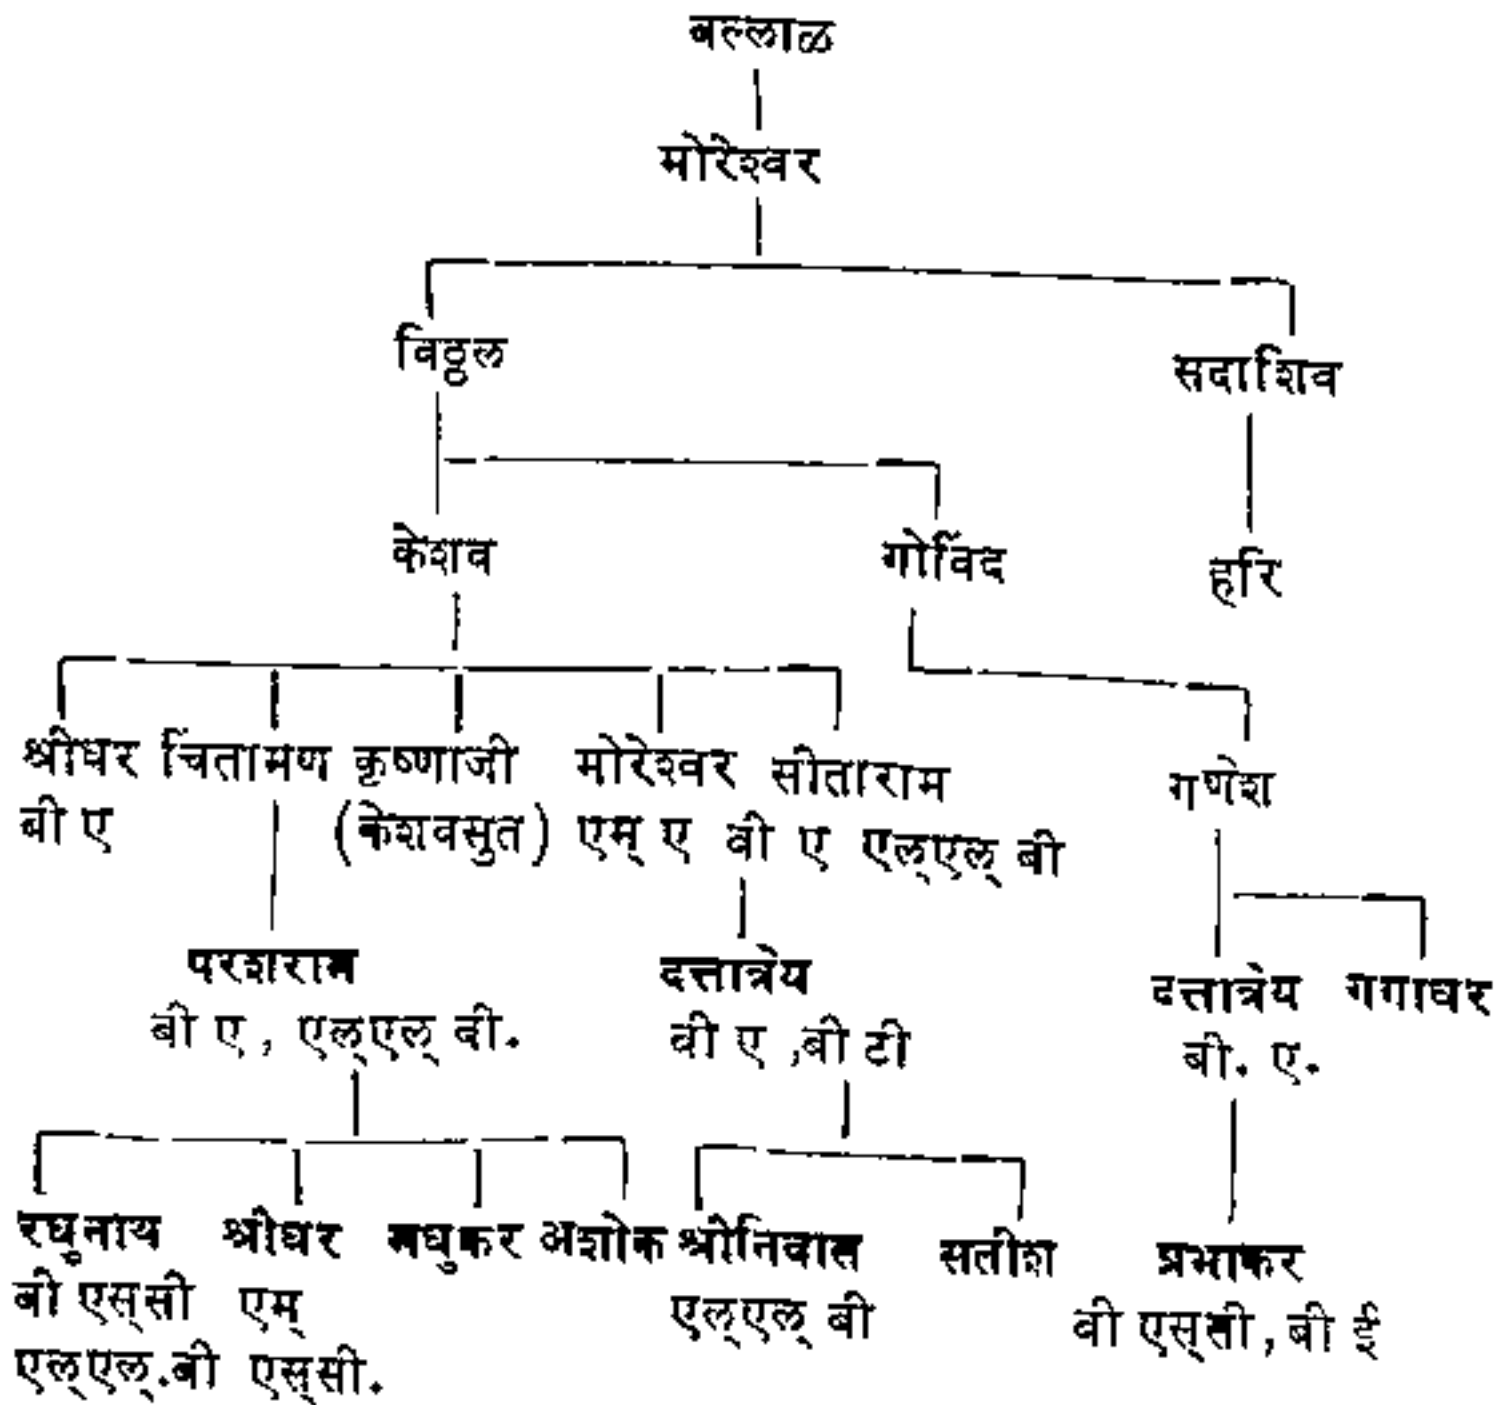 बल्लाळ
मोरेश्वर
विठ्ठल सदाशिव
केशव गोविंद हरि
श्रीधर चिंतामण कृष्णाजी मोरेश्वर सीताराम गणेश
बी ए (केशवसुत) एम् ए बी ए एल्एल् बी
परशराम दत्तात्रेय दत्तात्रेय गगाधर
बी ए, एल्एल् बी. बी ए ,बी टी बी. ए.
रघुनाथ श्रीधर मधुकर अशोक श्रीनिवास सतीश प्रभाकर
बी एस्सी एम् एल्एल् बी बी एस्सी, बी ई
एल्एल्.बी एस्सी.